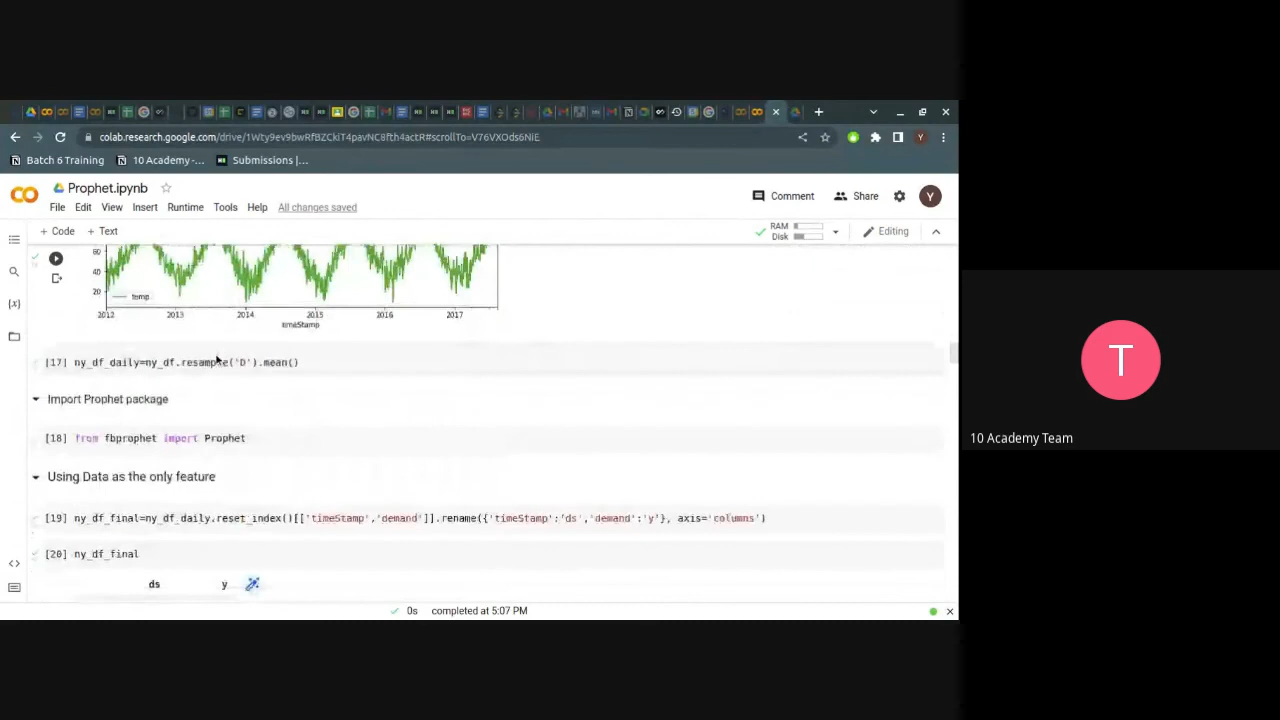 colab.research.google.com/drive/1Wty9ev9bwRfBZCkiT4pavNC8fth4actR#scrollTo=V76VXOds6NiE
Batch 6 Training
10 Academy -...
Submissions |...
Prophet.ipynb
Comment
Share
Y
File Edit View Insert Runtime Tools Help All changes saved
+ Code + Text
RAM
Disk
Editing
60
40
20
temp
2012 2013 2014 2015 2016 2017
timeStamp
[17] ny_df_daily=ny_df.resample('D').mean()
Import Prophet package
[18] from fbprophet import Prophet
Using Data as the only feature
[19] ny_df_final=ny_df_daily.reset_index()[['timeStamp','demand']].rename({'timeStamp':'ds','demand':'y'}, axis='columns')
[20] ny_df_final
ds y
0s completed at 5:07 PM
T
10 Academy Team